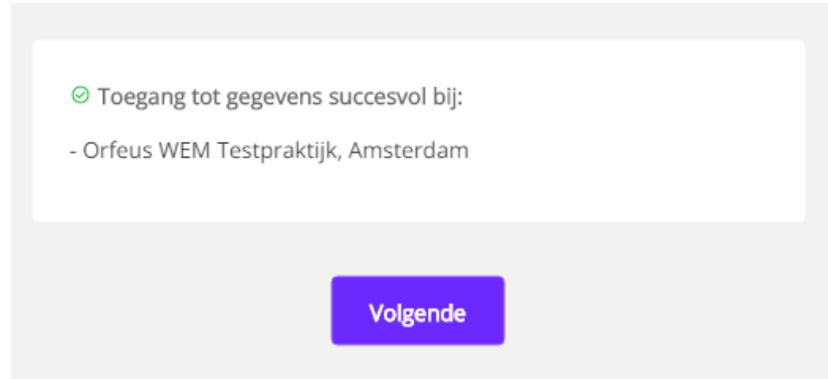 Toegang tot gegevens succesvol bij:
- Orfeus WEM Testpraktijk, Amsterdam
Volgende